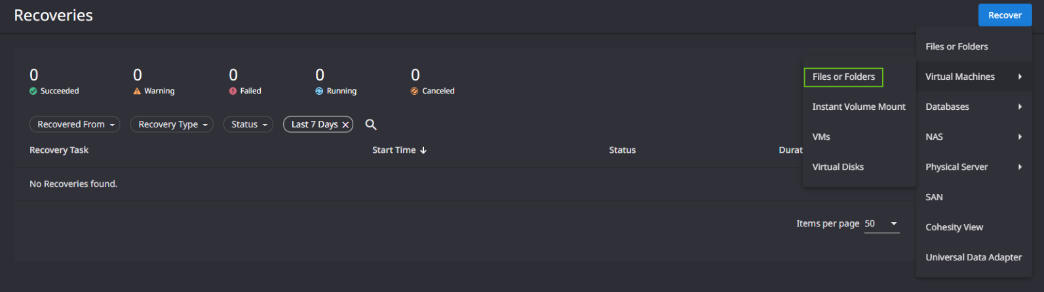 Recoveries
Recover
Files or Folders
0 0 0 0 0
Succeeded Warning Failed Running Canceled
Files or Folders
Virtual Machines
Instant Volume Mount
Databases
Recovered From Recovery Type Status Last 7 Days X
VMs
NAS
Recovery Task Start Time Status Durat
Virtual Disks
Physical Server
No Recoveries found.
SAN
Items per page 50
Cohesity View
Universal Data Adapter